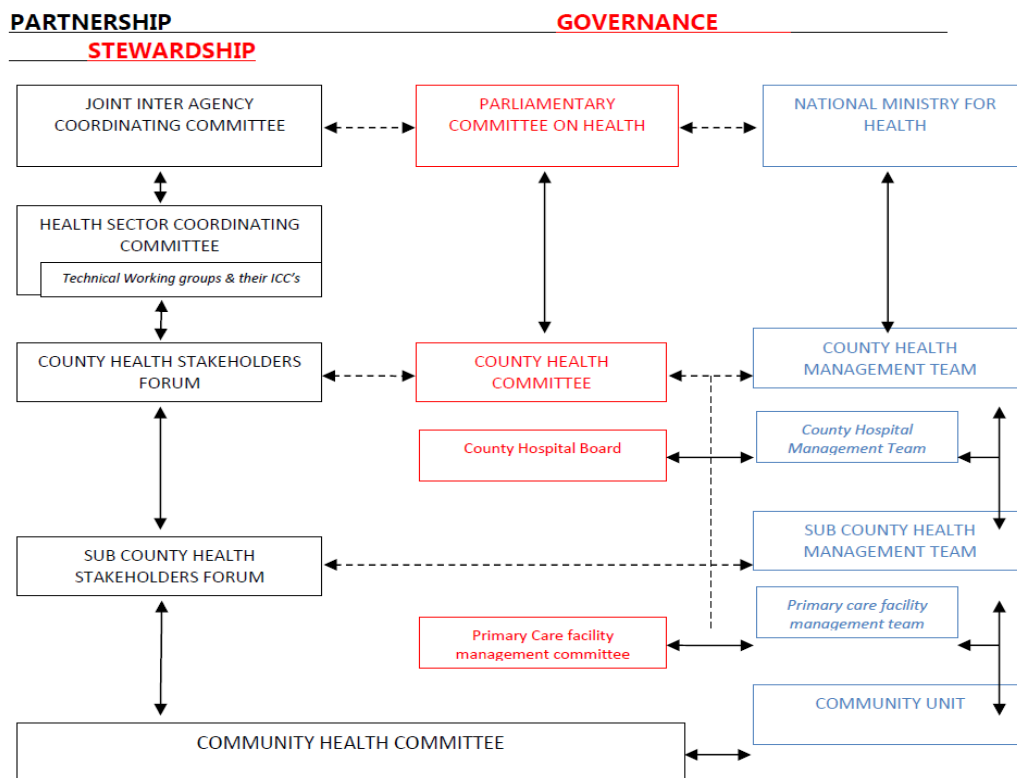 PARTNERSHIP GOVERNANCE
STEWARDSHIP
JOINT INTER AGENCY
COORDINATING COMMITTEE
PARLIAMENTARY
COMMITTEE ON HEALTH
NATIONAL MINISTRY FOR
HEALTH
HEALTH SECTOR COORDINATING
COMMITTEE
Technical Working groups & their ICC's
COUNTY HEALTH STAKEHOLDERS
FORUM
COUNTY HEALTH
COMMITTEE
COUNTY HEALTH
MANAGEMENT TEAM
County Hospital Board
County Hospital
Management Team
SUB COUNTY HEALTH
STAKEHOLDERS FORUM
SUB COUNTY HEALTH
MANAGEMENT TEAM
Primary Care facility
management committee
Primary care facility
management team
COMMUNITY HEALTH COMMITTEE
COMMUNITY UNIT